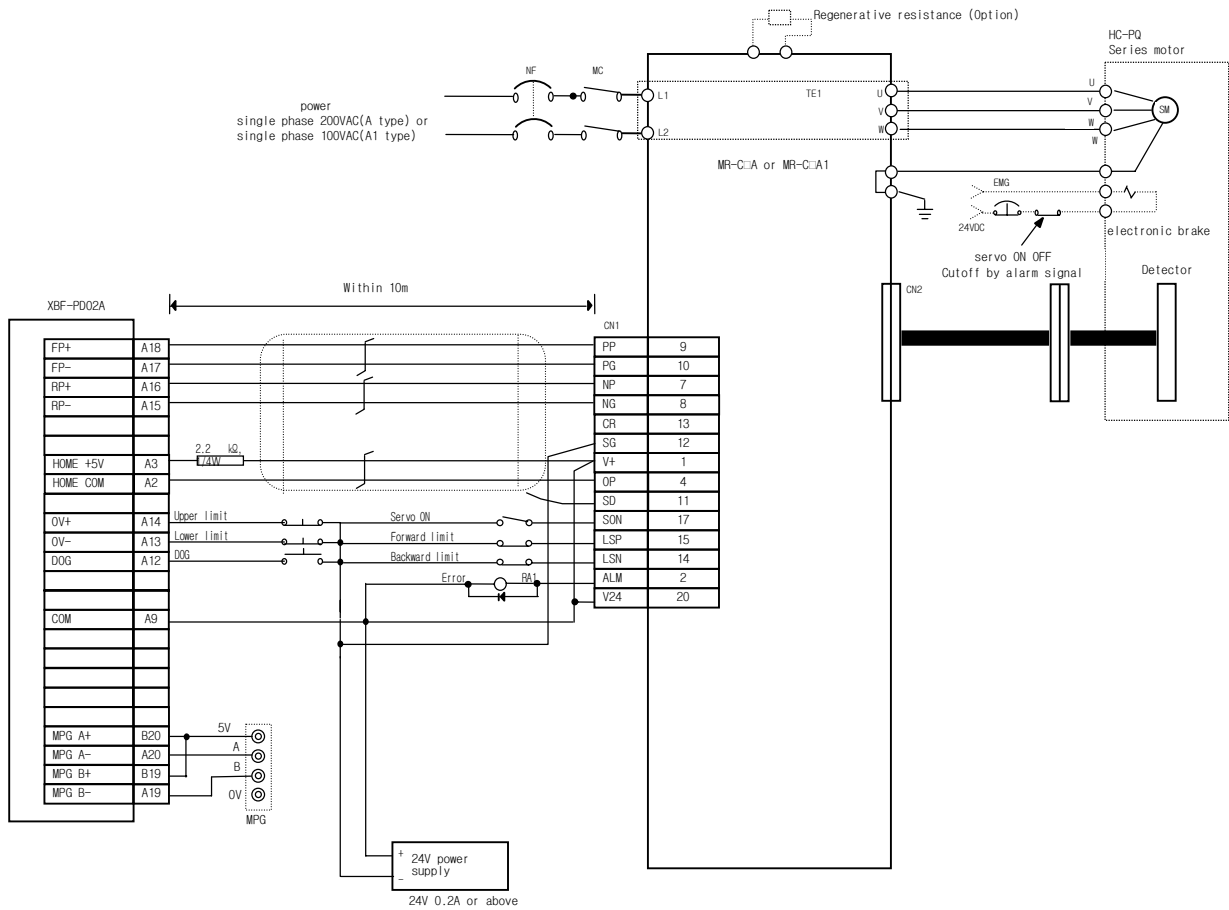 Regenerative resistance (Option)
HC-PQ
Series motor
NF
MC
L1
TE1
U
U
V
V
SM
W
W
W
L2
power
single phase 200VAC(A type) or
single phase 100VAC(A1 type)
MR-C□A or MR-C□A1
EMG
24VDC
electronic brake
servo ON OFF
Cutoff by alarm signal
Detector
CN2
Within 10m
XBF-PD02A
CN1
FP+ A18
PP 9
FP- A17
PG 10
RP+ A16
NP 7
RP- A15
NG 8
CR 13
SG 12
2.2 kΩ,
1/4W
HOME +5V A3
V+ 1
HOME COM A2
OP 4
SD 11
OV+ A14 Upper limit Servo ON
SON 17
OV- A13 Lower limit Forward limit
LSP 15
DOG A12 DOG Backward limit
LSN 14
Error RA1
ALM 2
V24 20
COM A9
MPG A+ B20 5V
MPG A- A20 A
MPG B+ B19 B
MPG B- A19 0V
MPG
+
24V power
supply
-
24V 0.2A or above